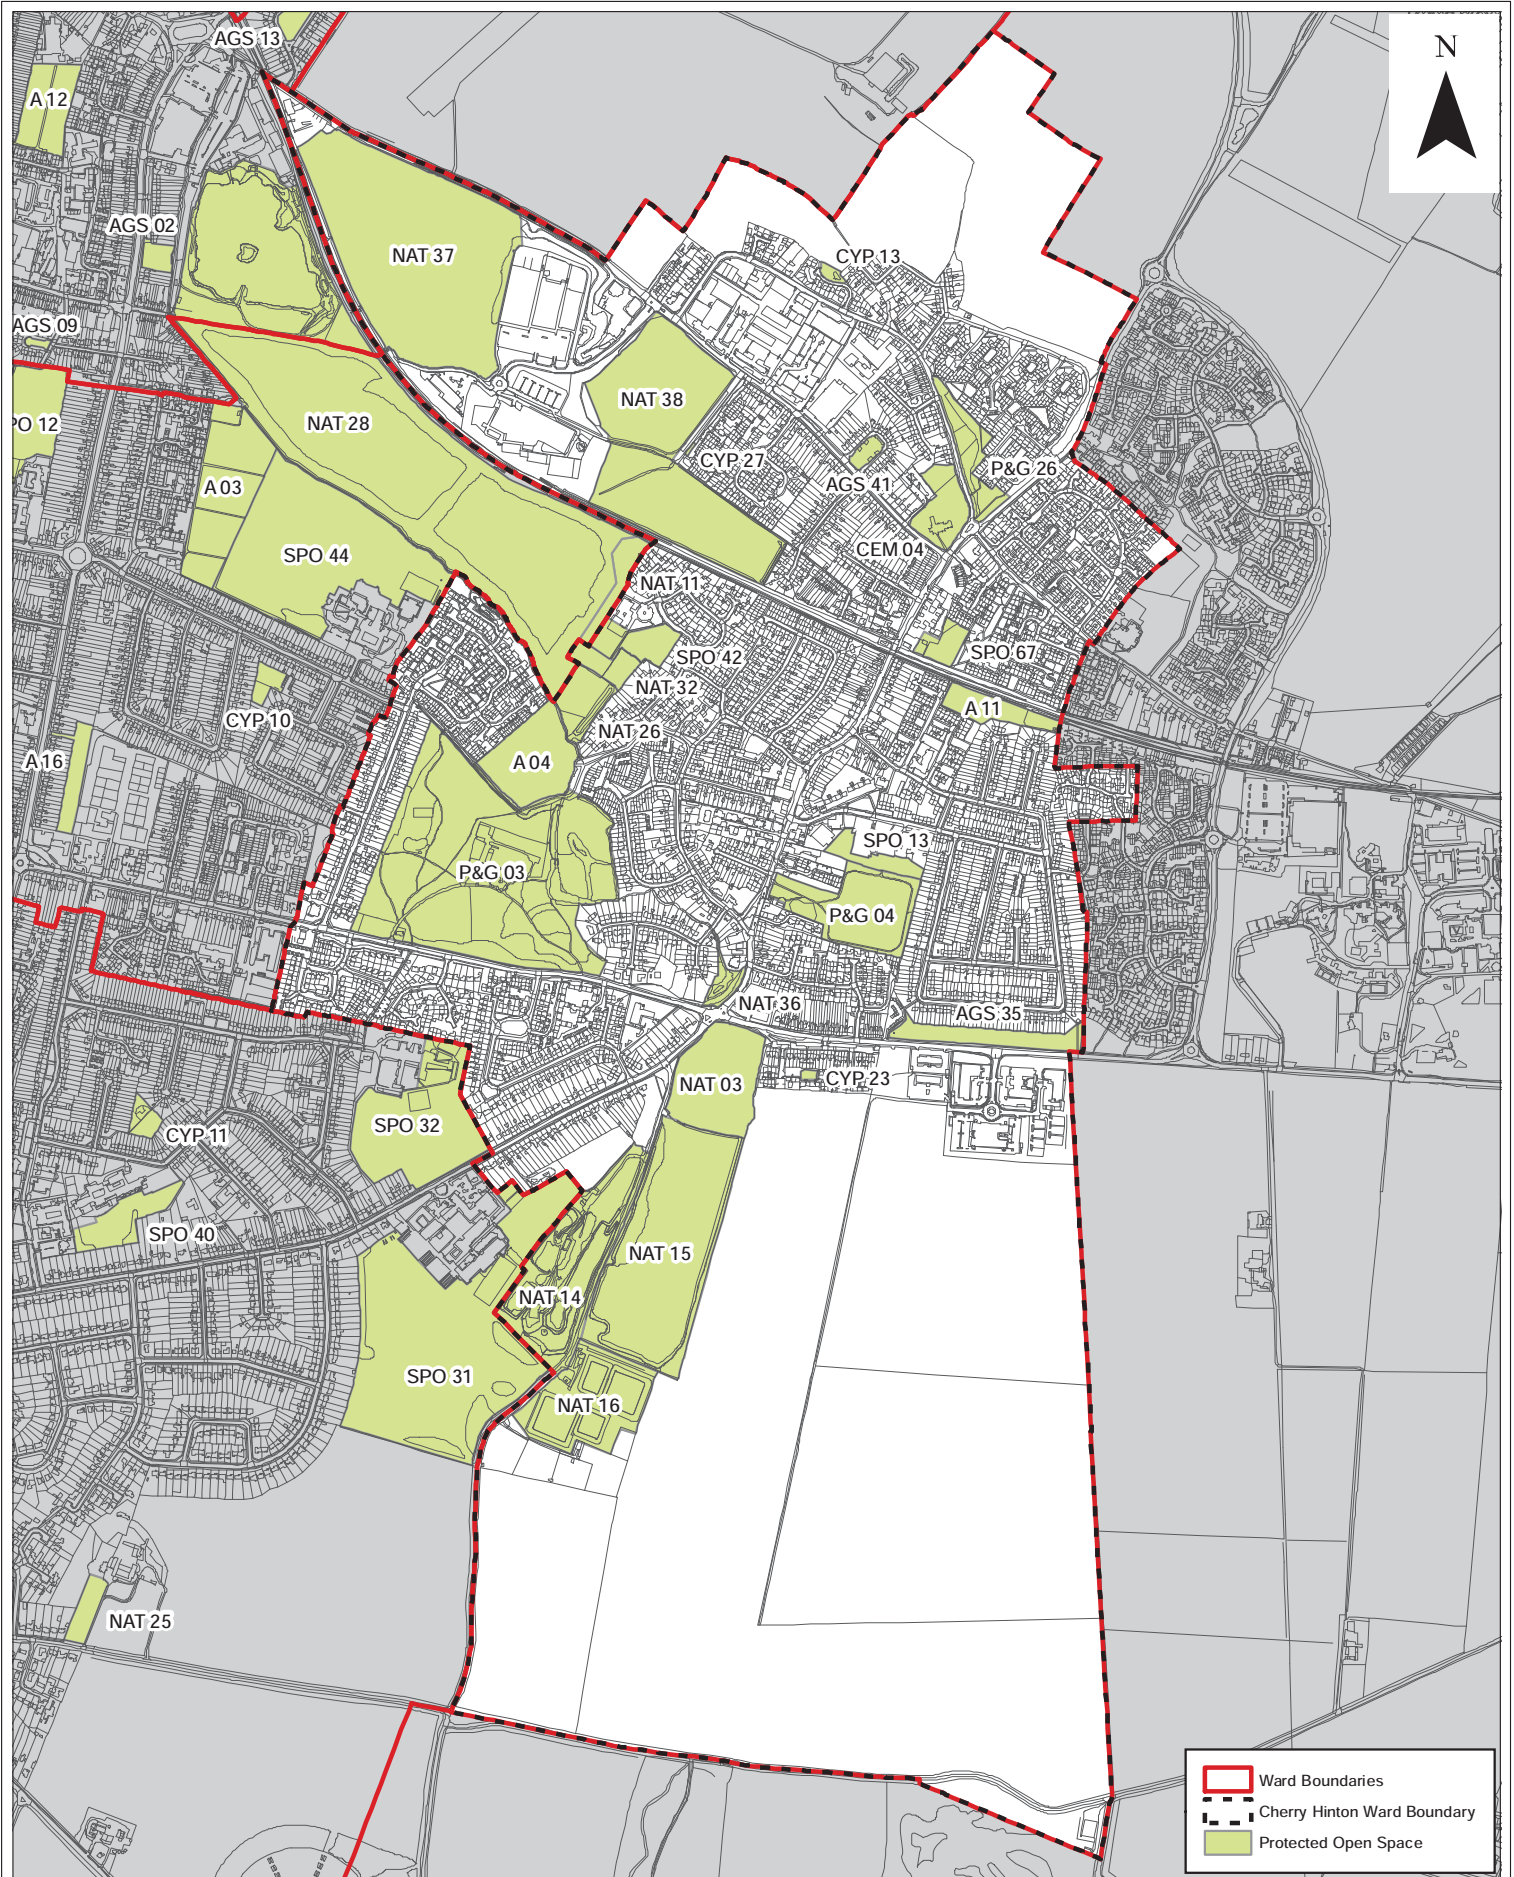 AGS 13
N
A 12
AGS 02
NAT 37
CYP 13
AGS 09
NAT 38
PO 12
NAT 28
CYP 27
P&G 26
A 03
AGS 41
SPO 44
CEM 04
NAT 11
SPO 42
SPO 67
NAT 32
A 11
CYP 10
NAT 26
A 16
A 04
SPO 13
P&G 03
P&G 04
NAT 36
AGS 35
NAT 03
CYP 23
SPO 32
CYP 11
SPO 40
NAT 15
NAT 14
SPO 31
NAT 16
NAT 25
Ward Boundaries
Cherry Hinton Ward Boundary
Protected Open Space